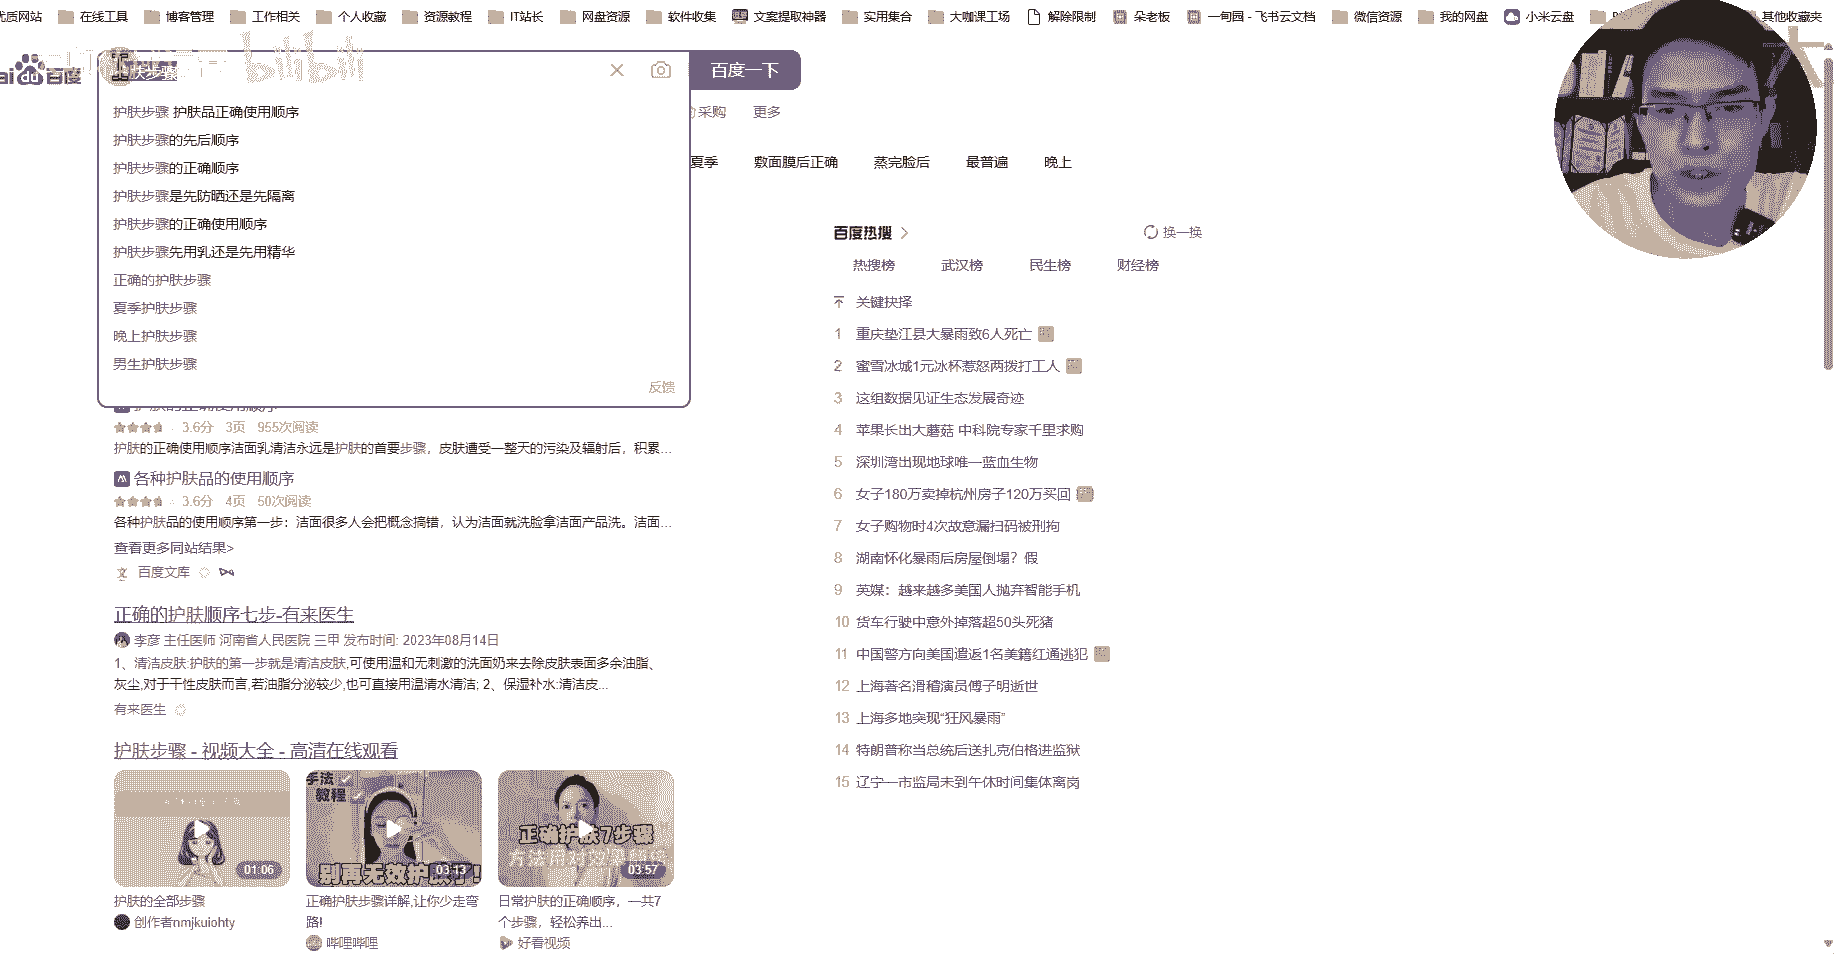 优质网站 在线工具 博客管理 工作相关 个人收藏 资源教程 IT站长 网盘资源 软件收集 文案提取神器 实用集合 大咖课工场 解除限制 朵老板 一甸园 - 飞书云文档 微信资源 我的网盘 小米云盘 其他收藏夹
Bai du 百度 护肤步骤 bilibili 百度一下
采购 更多
护肤步骤 护肤品正确使用顺序
护肤步骤的先后顺序
护肤步骤的正确顺序
护肤步骤是先防晒还是先隔离
护肤步骤的正确使用顺序
护肤步骤先用乳还是先用精华
正确的护肤步骤
夏季护肤步骤
晚上护肤步骤
男生护肤步骤
反馈
夏季 敷面膜后正确 蒸完脸后 最普遍 晚上
护肤的正确使用顺序
3.6分 3页 955次阅读
护肤的正确使用顺序洁面乳清洁永远是护肤的首要步骤，皮肤遭受一整天的污染及辐射后，积累...
各种护肤品的使用顺序
3.6分 4页 50次阅读
各种护肤品的使用顺序第一步：洁面很多人会把概念搞错，认为洁面就洗脸拿洁面产品洗。洁面...
查看更多同站结果>
百度文库
正确的护肤顺序七步-有来医生
李彦 主任医师 河南省人民医院 三甲 发布时间: 2023年08月14日
1、清洁皮肤:护肤的第一步就是清洁皮肤,可使用温和无刺激的洗面奶来去除皮肤表面多余油脂、
灰尘,对于干性皮肤而言,若油脂分泌较少,也可直接用温清水清洁; 2、保湿补水:清洁皮...
有来医生
护肤步骤 - 视频大全 - 高清在线观看
01:06
手法
教程
别再无效护肤了!
03:13
正确护肤7步骤
方法用对效果翻倍
03:57
护肤的全部步骤
创作者nmjkuiohty
正确护肤步骤详解,让你少走弯
路!
哔哩哔哩
日常护肤的正确顺序，一共7
个步骤，轻松养出...
好看视频
百度热搜 换一换
热搜榜 武汉榜 民生榜 财经榜
关键抉择
1 重庆垫江县大暴雨致6人死亡
2 蜜雪冰城1元冰杯惹怒两拨打工人
3 这组数据见证生态发展奇迹
4 苹果长出大蘑菇 中科院专家千里求购
5 深圳湾出现地球唯一蓝血生物
6 女子180万卖掉杭州房子120万买回
7 女子购物时4次故意漏扫码被刑拘
8 湖南怀化暴雨后房屋倒塌？假
9 英媒：越来越多美国人抛弃智能手机
10 货车行驶中意外掉落超50头死猪
11 中国警方向美国遣返1名美籍红通逃犯
12 上海著名滑稽演员傅子明逝世
13 上海多地突现“狂风暴雨”
14 特朗普称当总统后送扎克伯格进监狱
15 辽宁一市监局未到午休时间集体离岗